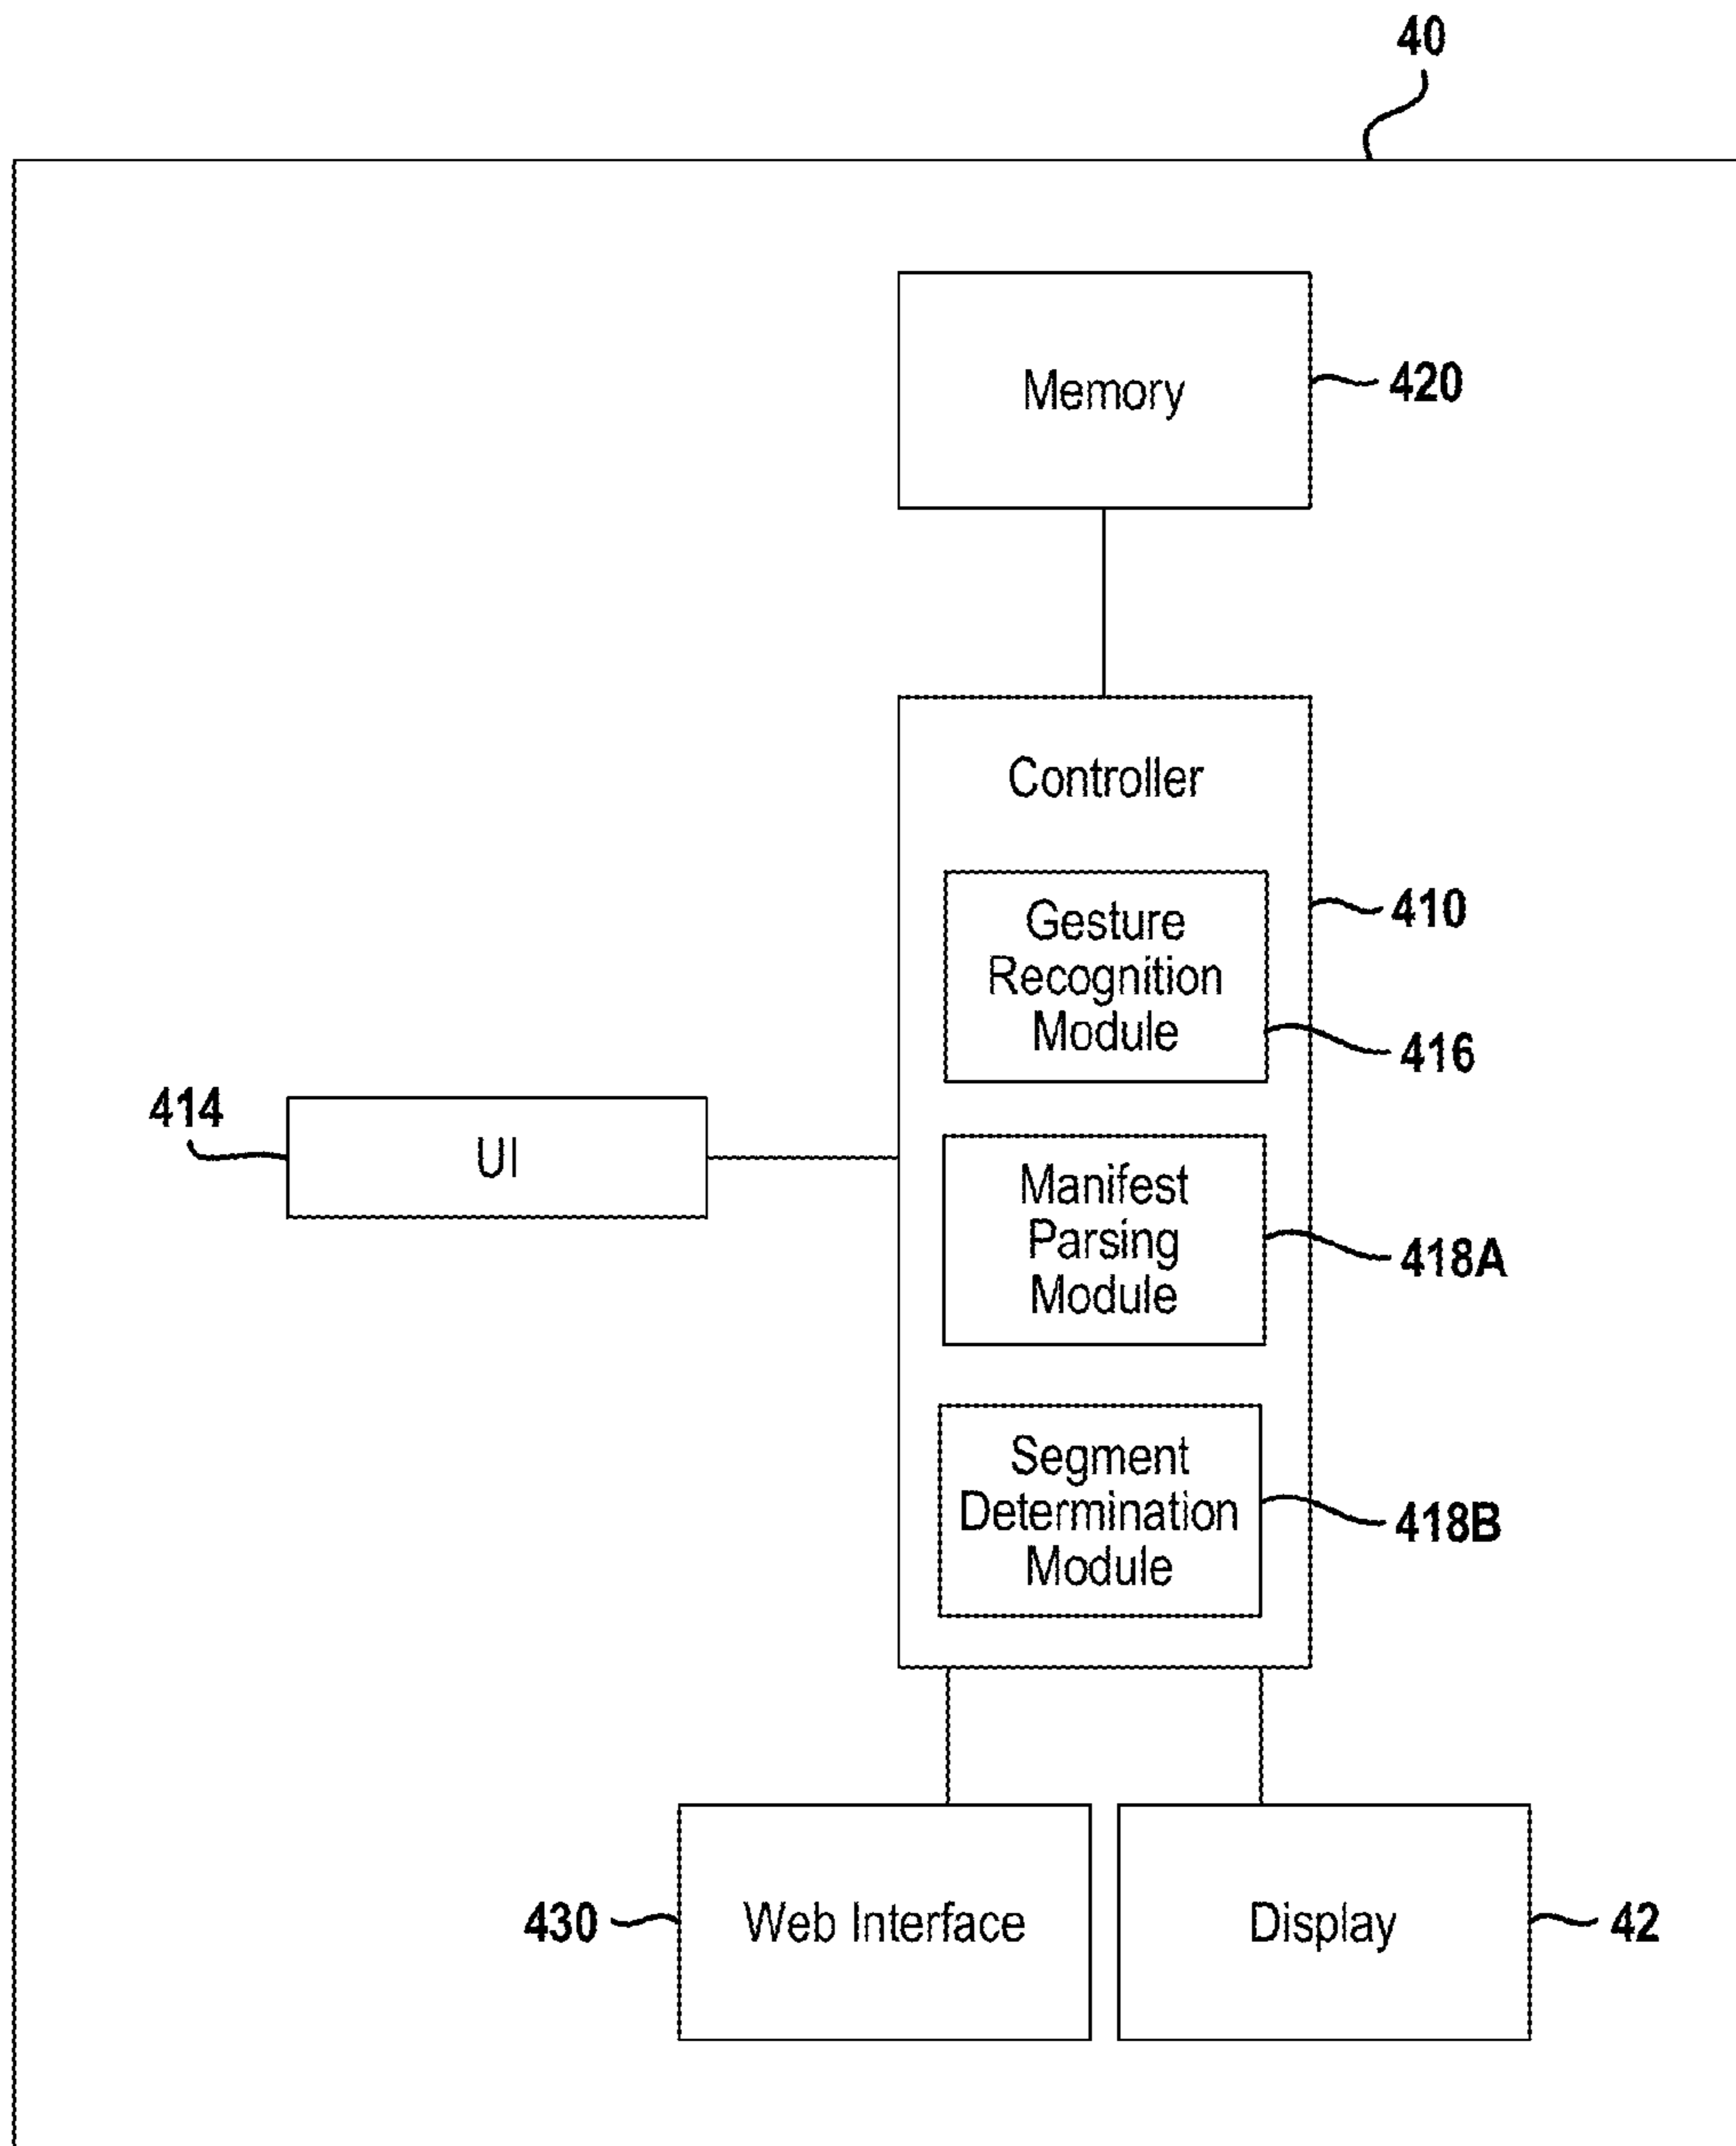 40
Memory
420
Controller
410
Gesture
Recognition
Module
416
414
UI
Manifest
Parsing
Module
418A
Segment
Determination
Module
418B
430
Web Interface
Display
42